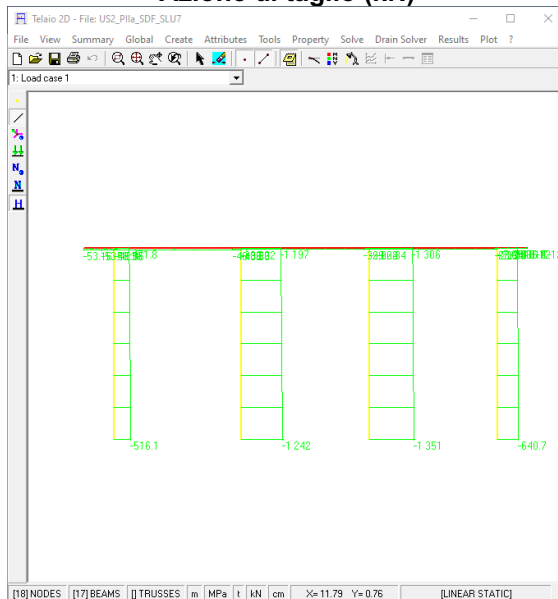 Azione di taglio (kN)
Telaio 2D - File: US2_PIla_SDF_SLU7
File View Summary Global Create Attributes Tools Property Solve Drain Solver Results Plot ?
1: Load case 1
-1 197 -1 306
-516.1 -1 242 -1 351 -640.7
[18] NODES [17] BEAMS [] TRUSSES m MPa t kN cm X= 11.79 Y= 0.76 [LINEAR STATIC]